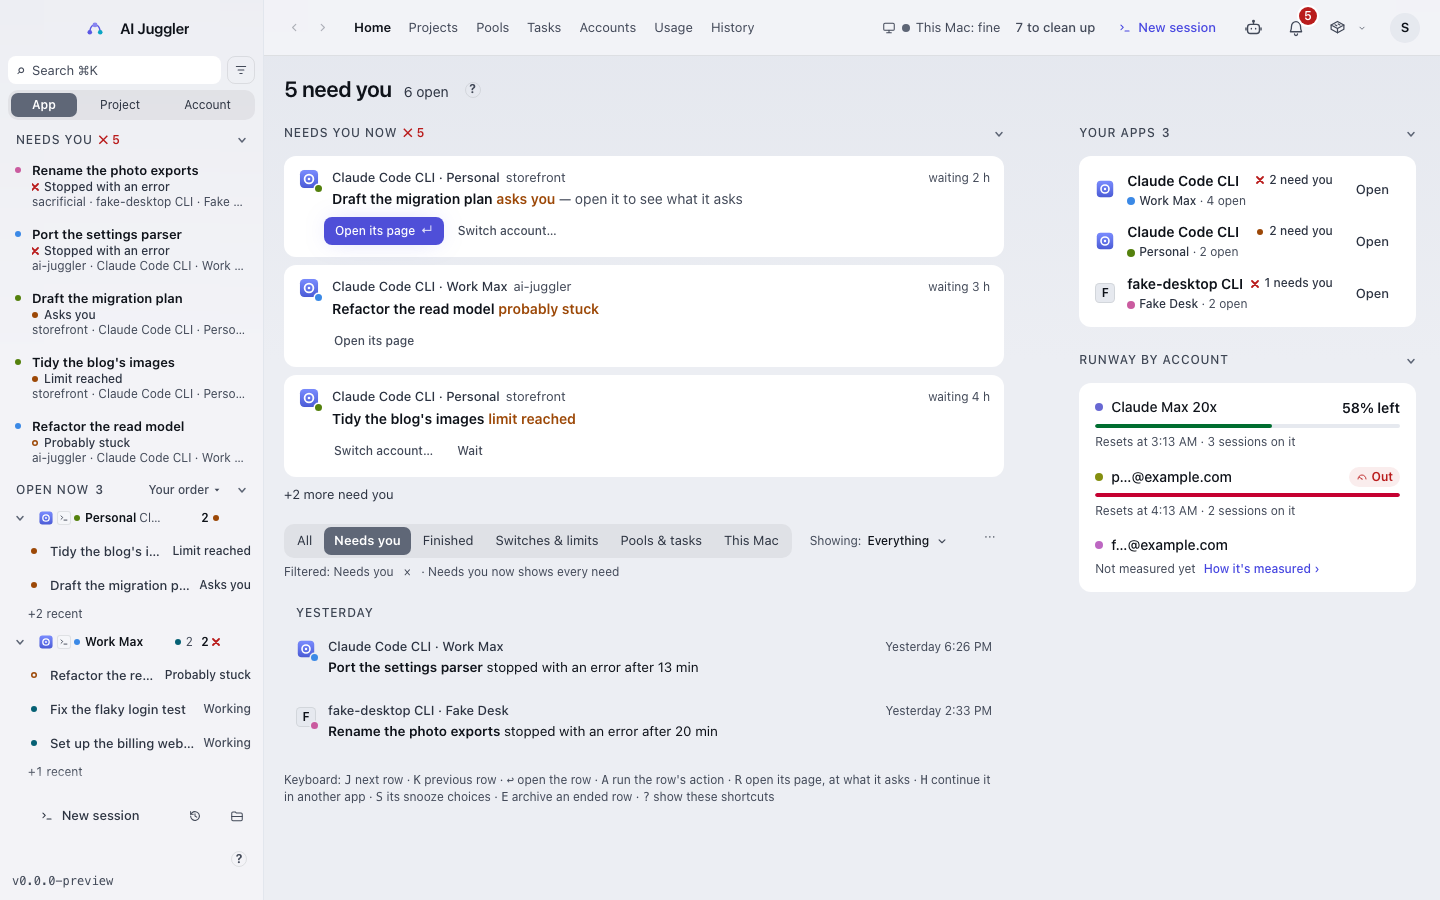 AI Juggler
Search ⌘K
App Project Account
NEEDS YOU 5
Rename the photo exports
Stopped with an error
sacrificial · fake-desktop CLI · Fake ...
Port the settings parser
Stopped with an error
ai-juggler · Claude Code CLI · Work ...
Draft the migration plan
Asks you
storefront · Claude Code CLI · Perso...
Tidy the blog's images
Limit reached
storefront · Claude Code CLI · Perso...
Refactor the read model
Probably stuck
ai-juggler · Claude Code CLI · Work ...
OPEN NOW 3 Your order
Personal Cl... 2
Tidy the blog's i... Limit reached
Draft the migration p... Asks you
+2 recent
Work Max 2 2
Refactor the re... Probably stuck
Fix the flaky login test Working
Set up the billing web... Working
+1 recent
New session
?
v0.0.0-preview
Home Projects Pools Tasks Accounts Usage History
This Mac: fine 7 to clean up New session 5 S
5 need you 6 open ?
NEEDS YOU NOW 5
Claude Code CLI · Personal storefront waiting 2 h
Draft the migration plan asks you — open it to see what it asks
Open its page ↵ Switch account...
Claude Code CLI · Work Max ai-juggler waiting 3 h
Refactor the read model probably stuck
Open its page
Claude Code CLI · Personal storefront waiting 4 h
Tidy the blog's images limit reached
Switch account... Wait
+2 more need you
All Needs you Finished Switches & limits Pools & tasks This Mac Showing: Everything ...
Filtered: Needs you × · Needs you now shows every need
YESTERDAY
Claude Code CLI · Work Max Yesterday 6:26 PM
Port the settings parser stopped with an error after 13 min
F fake-desktop CLI · Fake Desk Yesterday 2:33 PM
Rename the photo exports stopped with an error after 20 min
Keyboard: J next row · K previous row · ↩ open the row · A run the row's action · R open its page, at what it asks · H continue it
in another app · S its snooze choices · E archive an ended row · ? show these shortcuts
YOUR APPS 3
Claude Code CLI 2 need you Open
Work Max · 4 open
Claude Code CLI 2 need you Open
Personal · 2 open
F fake-desktop CLI 1 needs you Open
Fake Desk · 2 open
RUNWAY BY ACCOUNT
Claude Max 20x 58% left
Resets at 3:13 AM · 3 sessions on it
p...@example.com Out
Resets at 4:13 AM · 2 sessions on it
f...@example.com
Not measured yet How it's measured ›